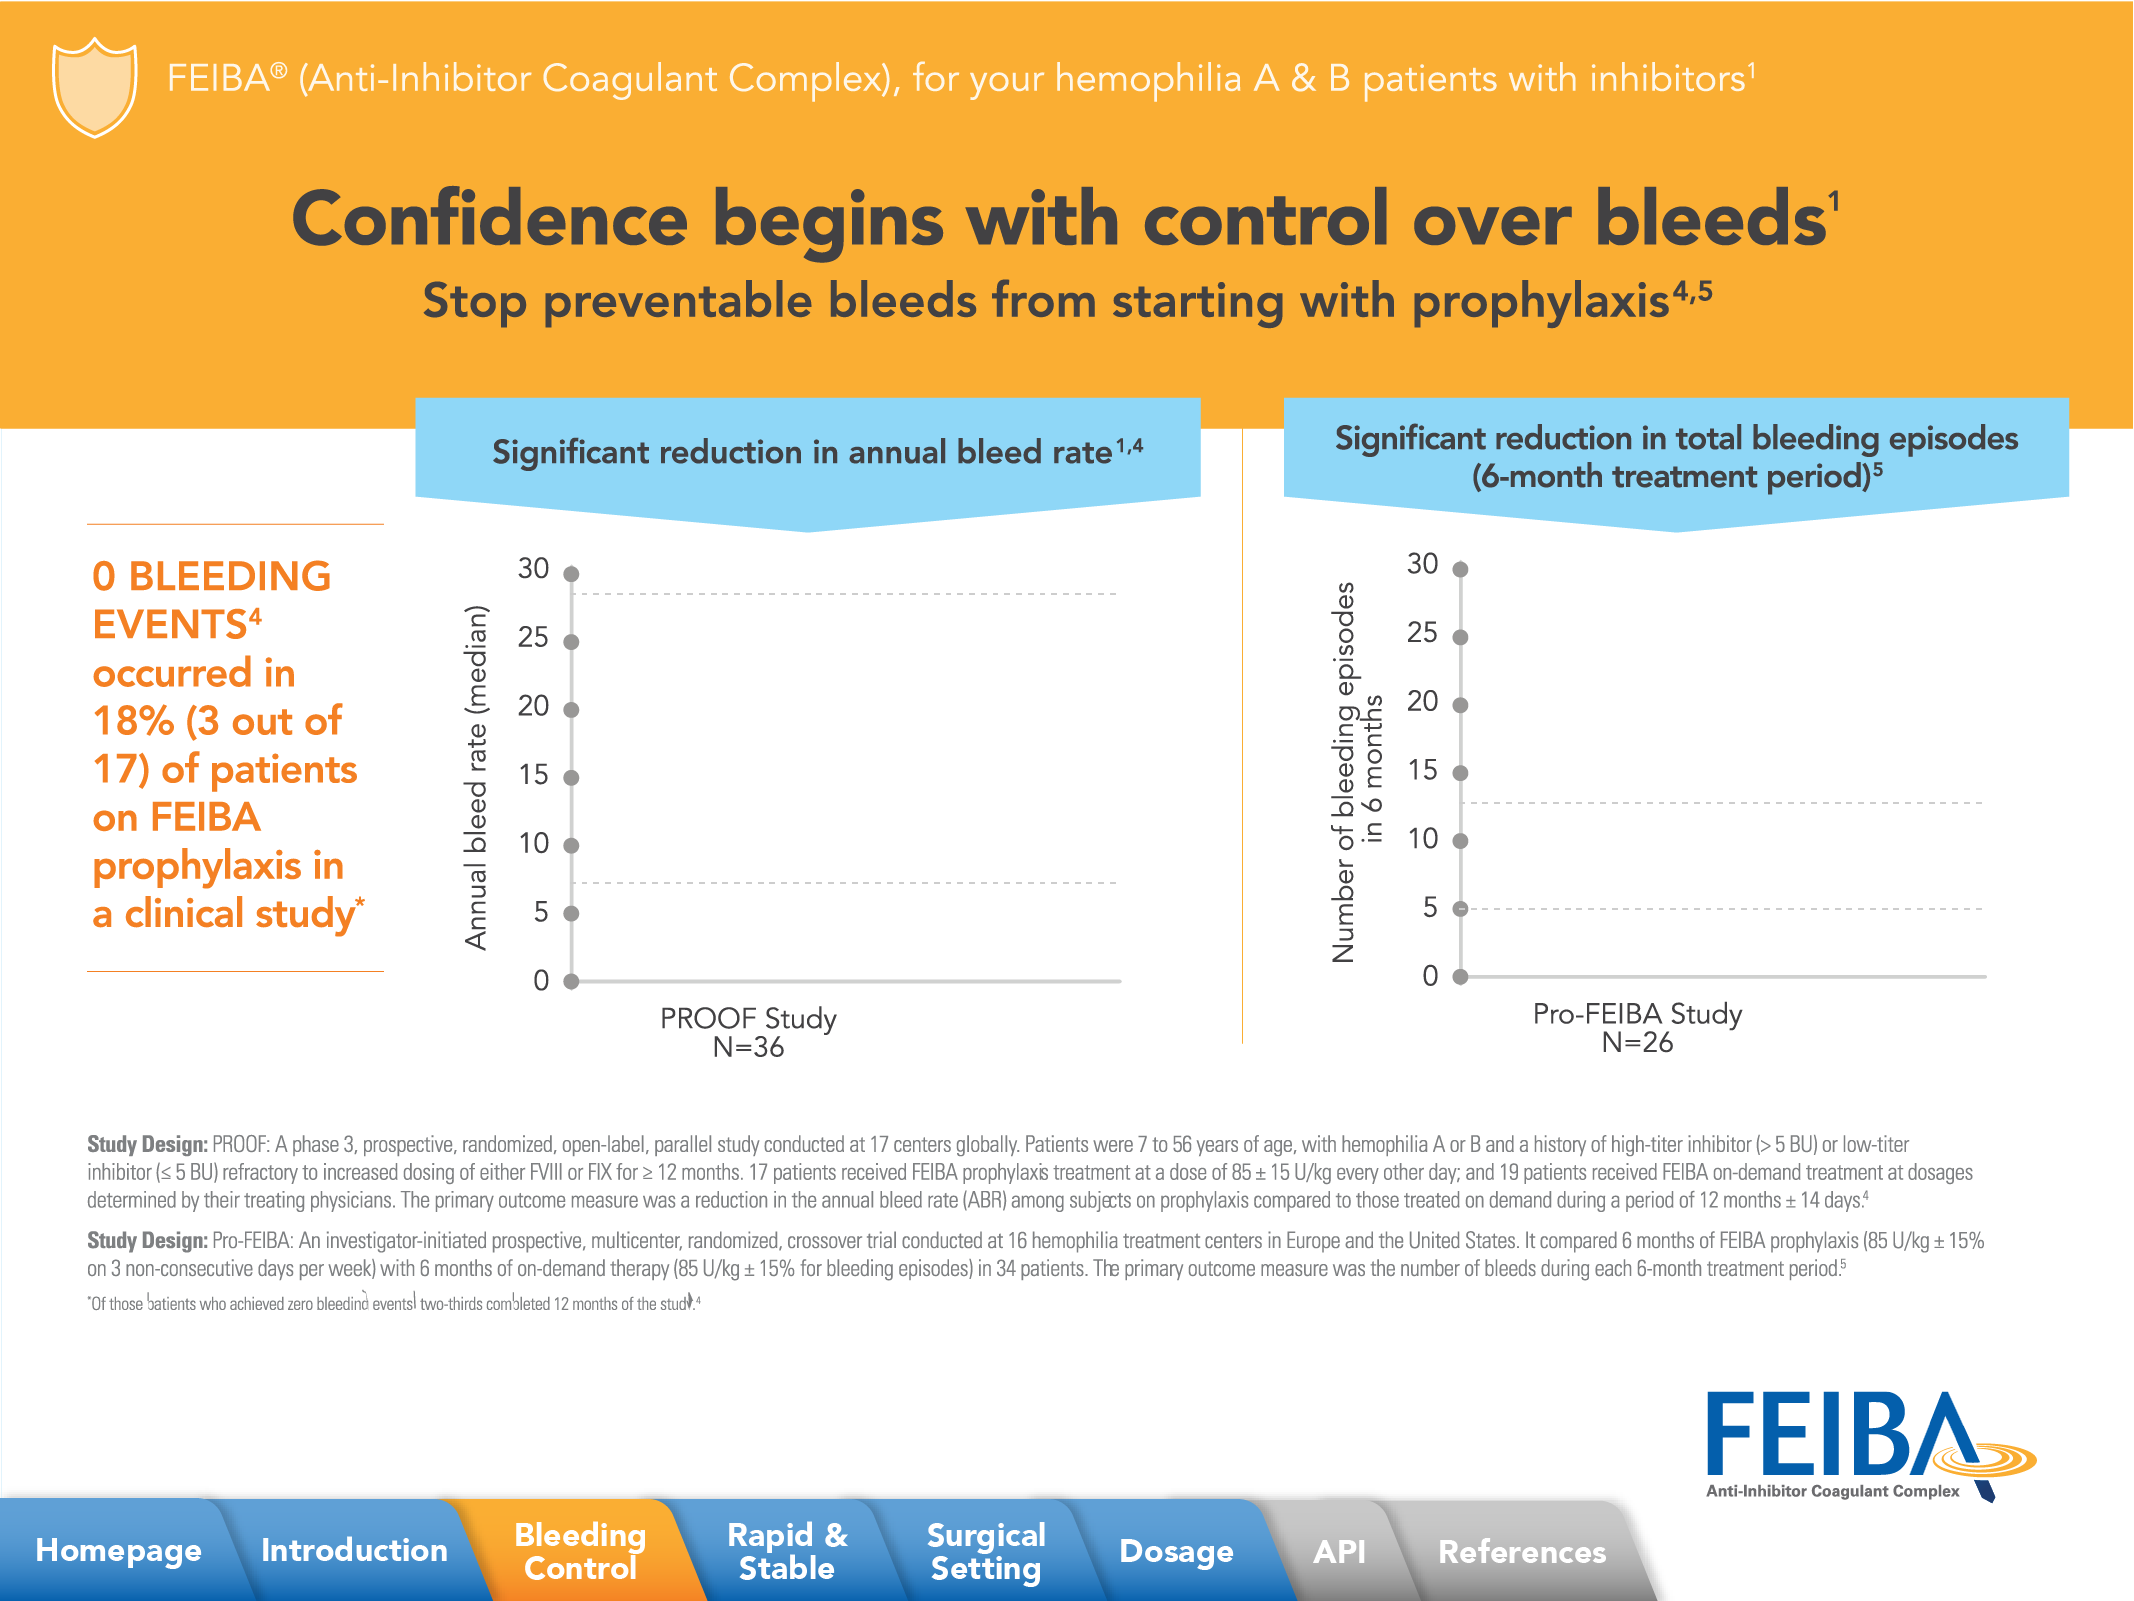 FEIBA® (Anti-Inhibitor Coagulant Complex), for your hemophilia A & B patients with inhibitors1
Confidence begins with control over bleeds1
Stop preventable bleeds from starting with prophylaxis4,5
0 BLEEDING
EVENTS4
occurred in
18% (3 out of
17) of patients
on FEIBA
prophylaxis in
a clinical study*
Significant reduction in annual bleed rate1,4
Annual bleed rate (median)
30
25
20
15
10
5
0
PROOF Study
N=36
Significant reduction in total bleeding episodes
(6-month treatment period)5
Number of bleeding episodes
in 6 months
30
25
20
15
10
5
0
Pro-FEIBA Study
N=26
Study Design: PROOF: A phase 3, prospective, randomized, open-label, parallel study conducted at 17 centers globally. Patients were 7 to 56 years of age, with hemophilia A or B and a history of high-titer inhibitor (> 5 BU) or low-titer
inhibitor (≤ 5 BU) refractory to increased dosing of either FVIII or FIX for ≥ 12 months. 17 patients received FEIBA prophylaxis treatment at a dose of 85 ± 15 U/kg every other day; and 19 patients received FEIBA on-demand treatment at dosages
determined by their treating physicians. The primary outcome measure was a reduction in the annual bleed rate (ABR) among subjects on prophylaxis compared to those treated on demand during a period of 12 months ± 14 days.4
Study Design: Pro-FEIBA: An investigator-initiated prospective, multicenter, randomized, crossover trial conducted at 16 hemophilia treatment centers in Europe and the United States. It compared 6 months of FEIBA prophylaxis (85 U/kg ± 15%
on 3 non-consecutive days per week) with 6 months of on-demand therapy (85 U/kg ± 15% for bleeding episodes) in 34 patients. The primary outcome measure was the number of bleeds during each 6-month treatment period.5
*Of those patients who achieved zero bleeding events, two-thirds completed 12 months of the study.4
FEIBA
Anti-Inhibitor Coagulant Complex
Homepage
Introduction
Bleeding
Control
Rapid &
Stable
Surgical
Setting
Dosage
API
References